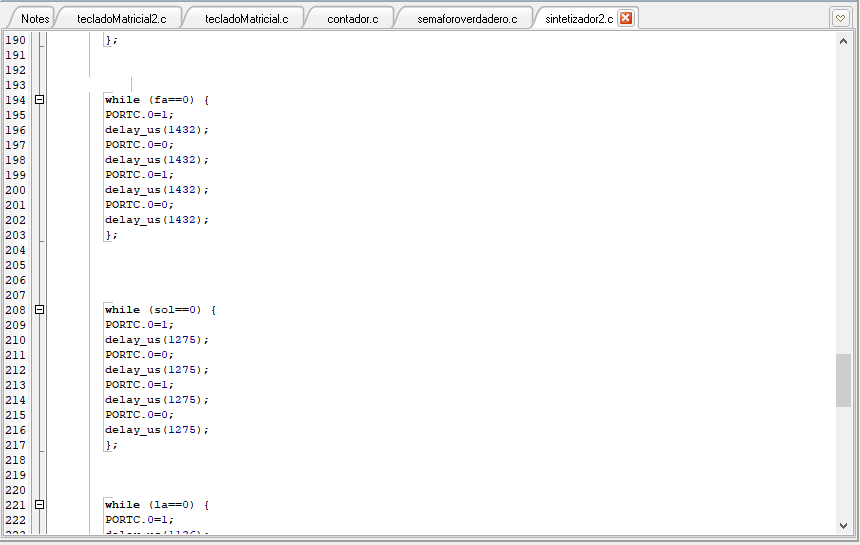 Notes tecladoMatricial2.c tecladoMatricial.c contador.c semaforoverdadero.c sintetizador2.c
190 };
191
192
193
194 while (fa==0) {
195 PORTC.0=1;
196 delay_us(1432);
197 PORTC.0=0;
198 delay_us(1432);
199 PORTC.0=1;
200 delay_us(1432);
201 PORTC.0=0;
202 delay_us(1432);
203 };
204
205
206
207
208 while (sol==0) {
209 PORTC.0=1;
210 delay_us(1275);
211 PORTC.0=0;
212 delay_us(1275);
213 PORTC.0=1;
214 delay_us(1275);
215 PORTC.0=0;
216 delay_us(1275);
217 };
218
219
220
221 while (la==0) {
222 PORTC.0=1;